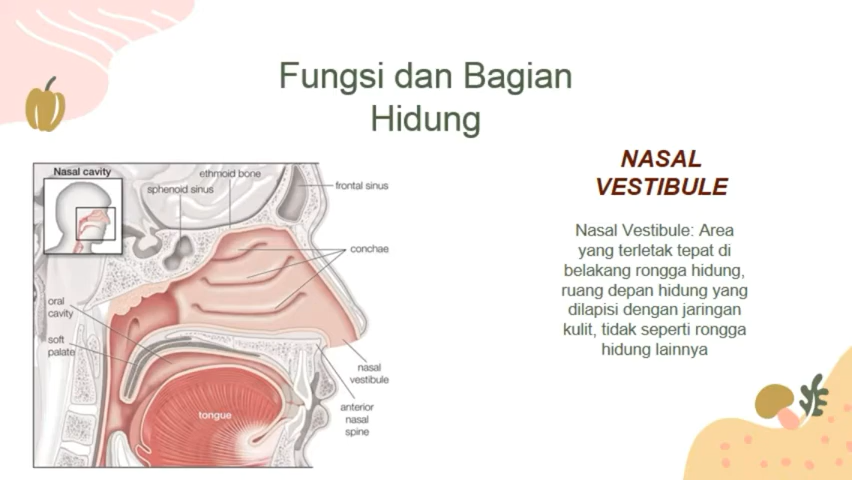 Fungsi dan Bagian
Hidung
NASAL
VESTIBULE
Nasal Vestibule: Area
yang terletak tepat di
belakang rongga hidung,
ruang depan hidung yang
dilapisi dengan jaringan
kulit, tidak seperti rongga
hidung lainnya
Nasal cavity
ethmoid bone
sphenoid sinus
frontal sinus
conchae
oral
cavity
soft
palate
nasal
vestibule
anterior
nasal
spine
tongue